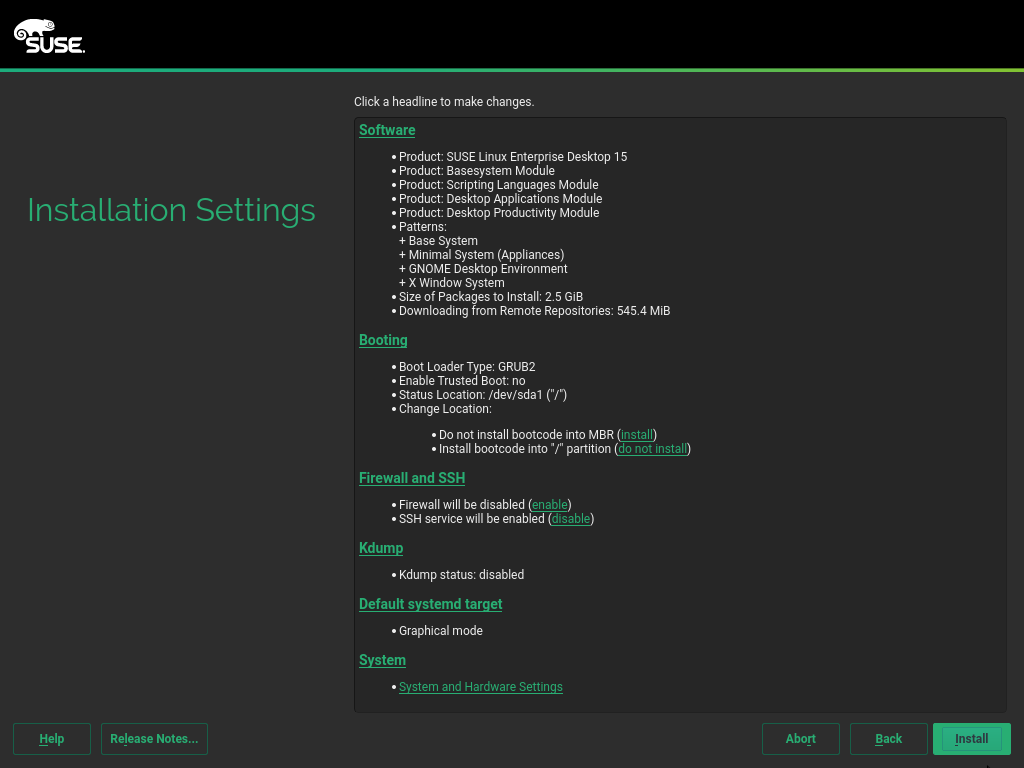 SUSE.
Click a headline to make changes.
Installation Settings
Software
• Product: SUSE Linux Enterprise Desktop 15
• Product: Basesystem Module
• Product: Scripting Languages Module
• Product: Desktop Applications Module
• Product: Desktop Productivity Module
• Patterns:
+ Base System
+ Minimal System (Appliances)
+ GNOME Desktop Environment
+ X Window System
• Size of Packages to Install: 2.5 GiB
• Downloading from Remote Repositories: 545.4 MiB
Booting
• Boot Loader Type: GRUB2
• Enable Trusted Boot: no
• Status Location: /dev/sda1 ("/")
• Change Location:
• Do not install bootcode into MBR (install)
• Install bootcode into "/" partition (do not install)
Firewall and SSH
• Firewall will be disabled (enable)
• SSH service will be enabled (disable)
Kdump
• Kdump status: disabled
Default systemd target
• Graphical mode
System
• System and Hardware Settings
Help Release Notes... Abort Back Install